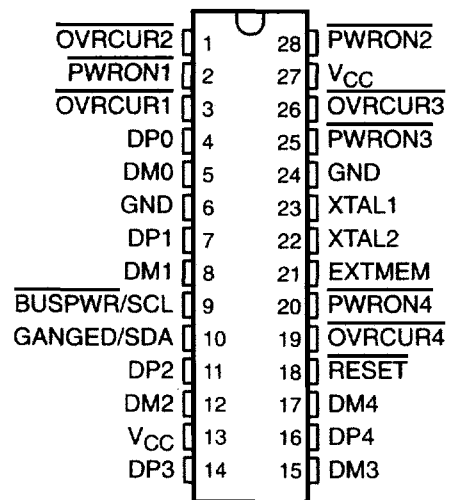 OVRCUR2 1 28 PWRON2
PWRON1 2 27 VCC
OVRCUR1 3 26 OVRCUR3
DP0 4 25 PWRON3
DM0 5 24 GND
GND 6 23 XTAL1
DP1 7 22 XTAL2
DM1 8 21 EXTMEM
BUSPWR/SCL 9 20 PWRON4
GANGED/SDA 10 19 OVRCUR4
DP2 11 18 RESET
DM2 12 17 DM4
VCC 13 16 DP4
DP3 14 15 DM3